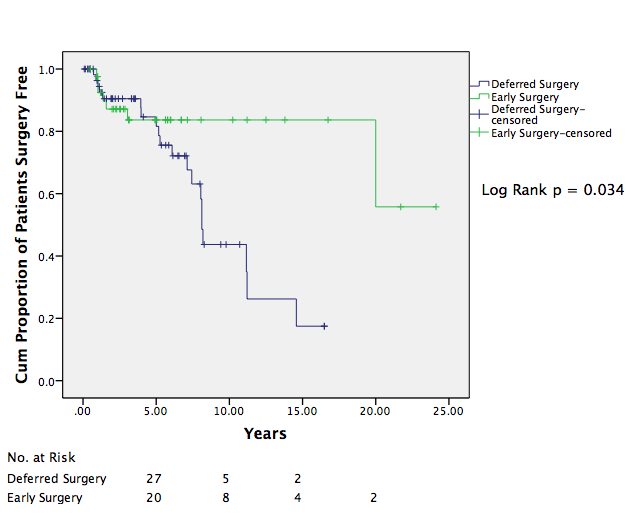 Cum Proportion of Patients Surgery Free
1.0
0.8
0.6
0.4
0.2
0.0
.00 5.00 10.00 15.00 20.00 25.00
Years
Deferred Surgery
Early Surgery
Deferred Surgery-
censored
Early Surgery-censored
Log Rank p = 0.034
No. at Risk
Deferred Surgery 27 5 2
Early Surgery 20 8 4 2